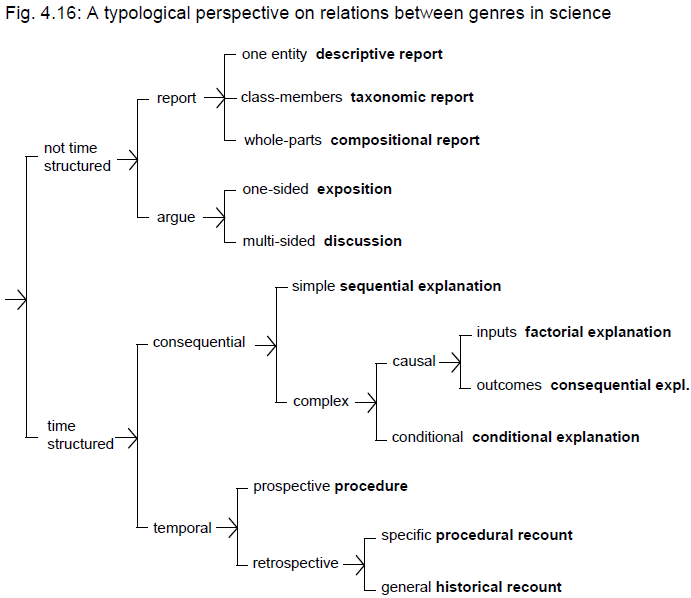 Fig. 4.16: A typological perspective on relations between genres in science
one entity descriptive report
report
class-members taxonomic report
whole-parts compositional report
not time
structured
one-sided exposition
argue
multi-sided discussion
simple sequential explanation
consequential
inputs factorial explanation
causal
outcomes consequential expl.
complex
conditional conditional explanation
time
structured
prospective procedure
temporal
specific procedural recount
retrospective
general historical recount